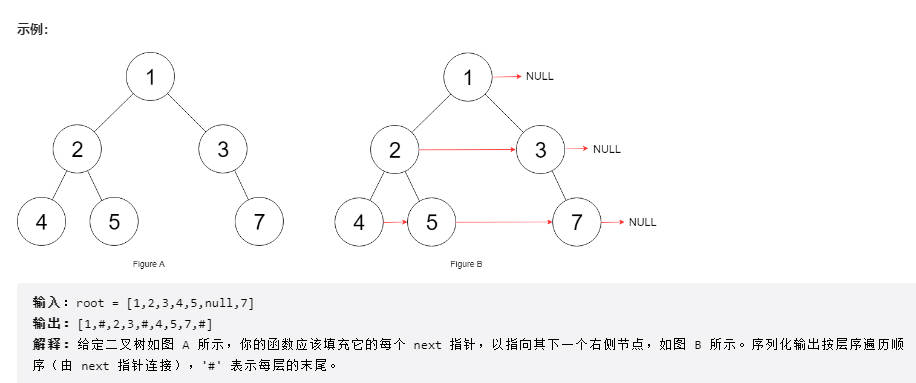 示例：
1
2 3
4 5 7
Figure A
1 NULL
2 3 NULL
4 5 7 NULL
Figure B
输入：root = [1,2,3,4,5,null,7]
输出：[1,#,2,3,#,4,5,7,#]
解释：给定二叉树如图 A 所示，你的函数应该填充它的每个 next 指针，以指向其下一个右侧节点，如图 B 所示。序列化输出按层序遍历顺
序（由 next 指针连接），'#' 表示每层的末尾。